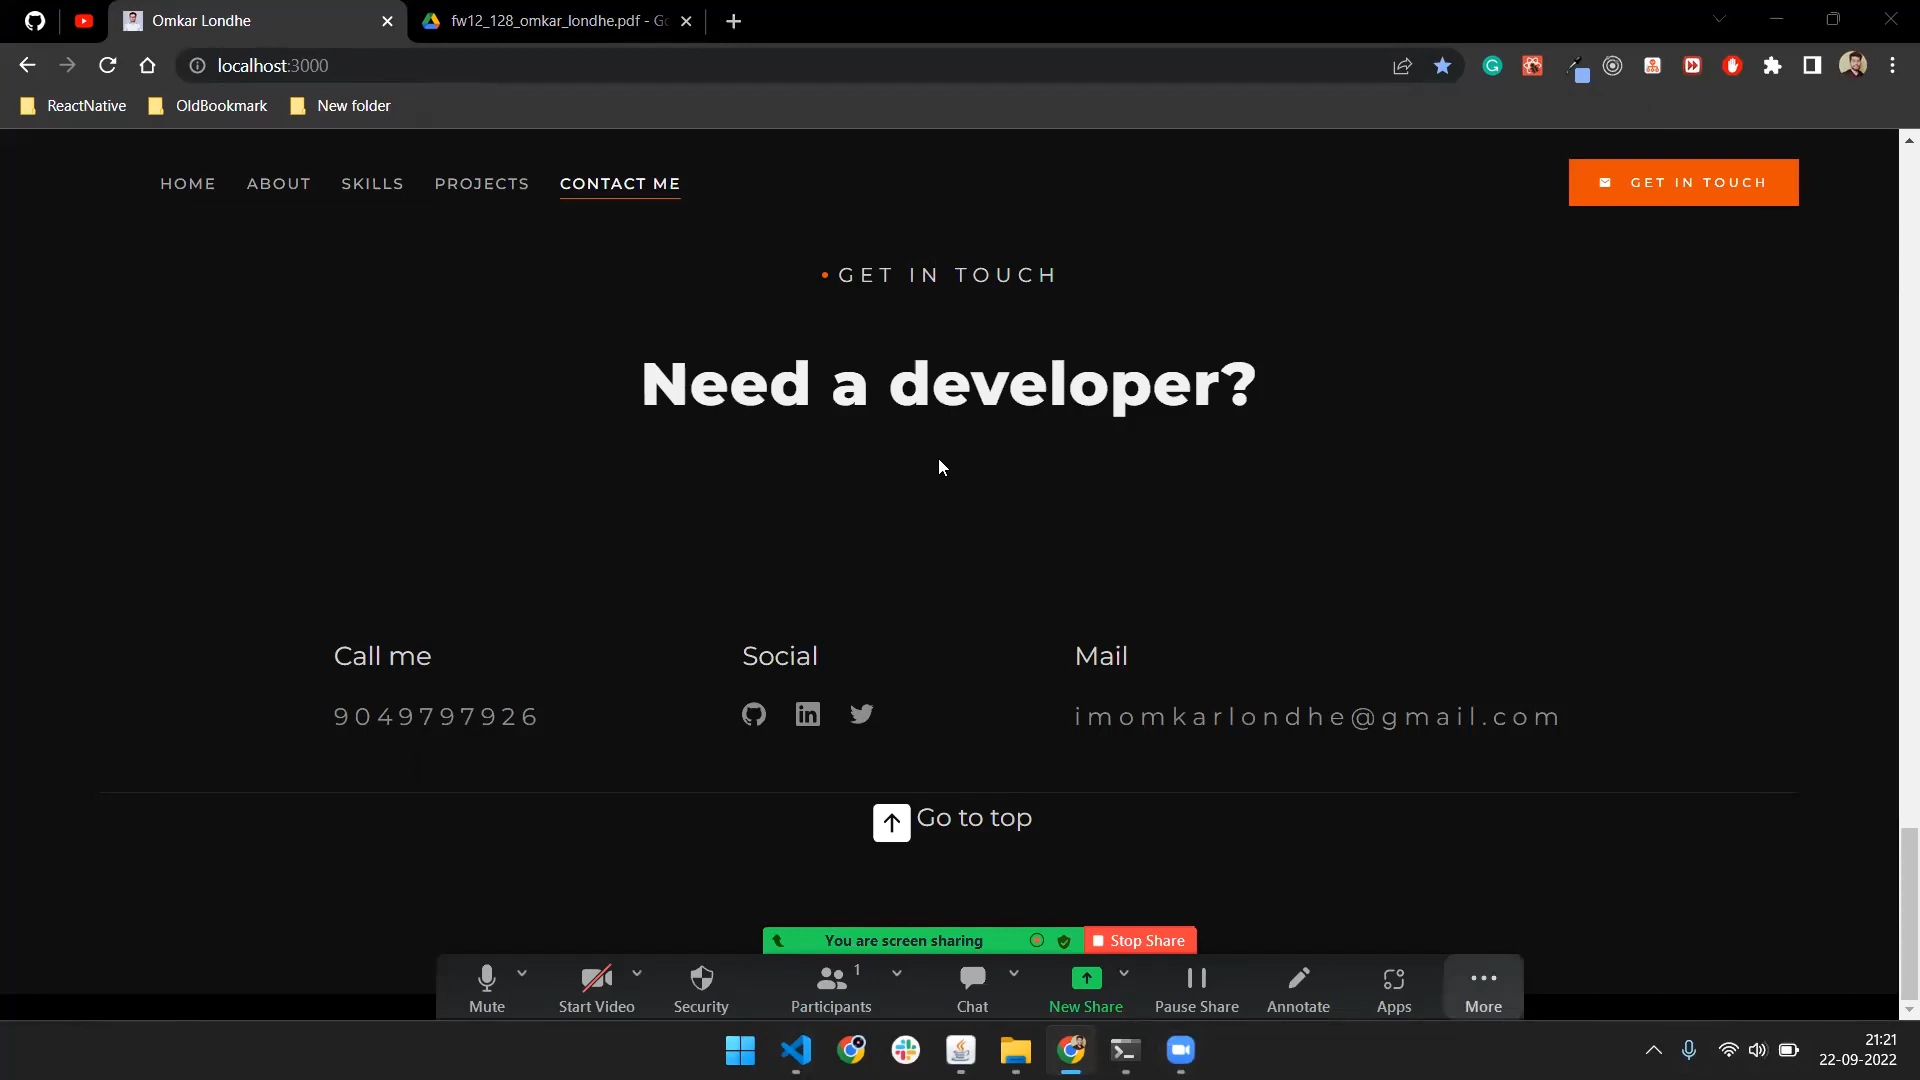 Omkar Londhe
fw12_128_omkar_londhe.pdf - Go
localhost:3000
ReactNative
OldBookmark
New folder
HOME
ABOUT
SKILLS
PROJECTS
CONTACT ME
GET IN TOUCH
GET IN TOUCH
Need a developer?
Call me
Social
Mail
9049797926
imomkarlondhe@gmail.com
Go to top
You are screen sharing
Stop Share
1
Mute
Start Video
Security
Participants
Chat
New Share
Pause Share
Annotate
Apps
More
21:21
22-09-2022